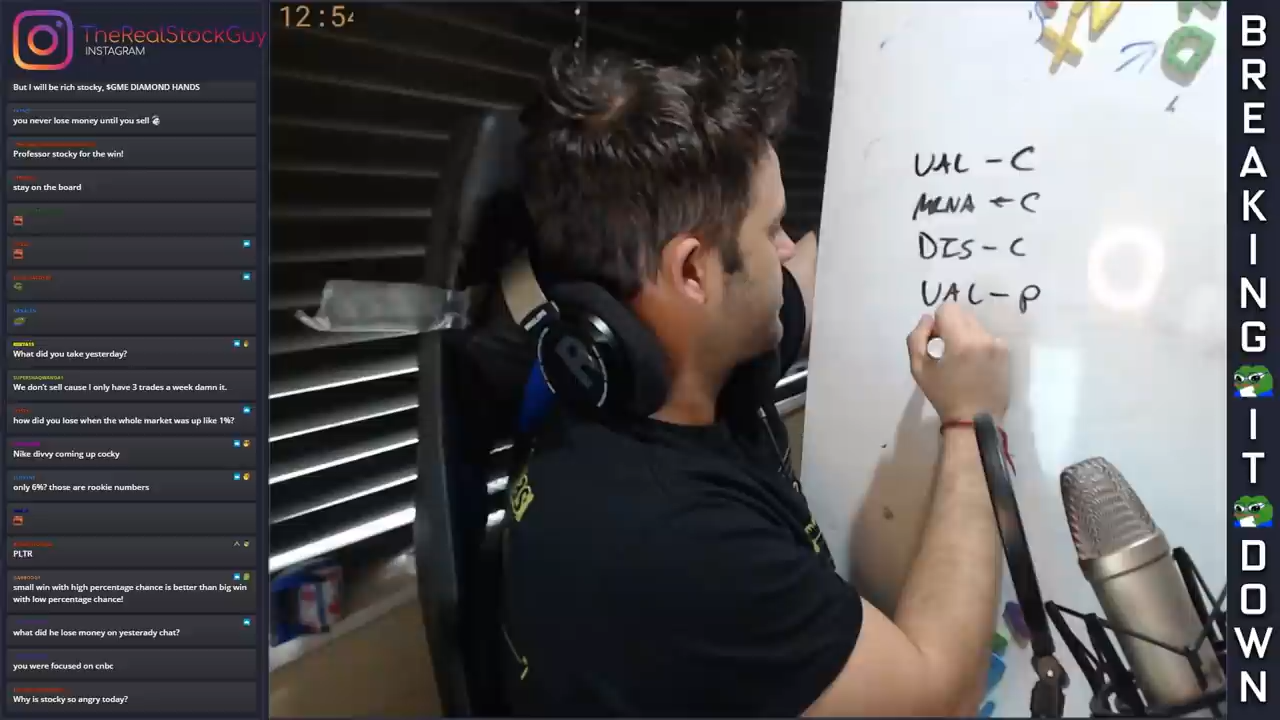 TheRealStockGuy
INSTAGRAM
But I will be rich stocky, $GME DIAMOND HANDS
you never lose money until you sell
Professor stocky for the win!
stay on the board
What did you take yesterday?
We don't sell cause I only have 3 trades a week damn it.
how did you lose when the whole market was up like 1%?
Nike divvy coming up cocky
only 6%? those are rookie numbers
PLTR
small win with high percentage chance is better than big win
with low percentage chance!
what did he lose money on yesterady chat?
you were focused on cnbc
Why is stocky so angry today?
12:54
UAL - C
MRNA - C
DIS - C
UAL - P
BREAKING IT DOWN